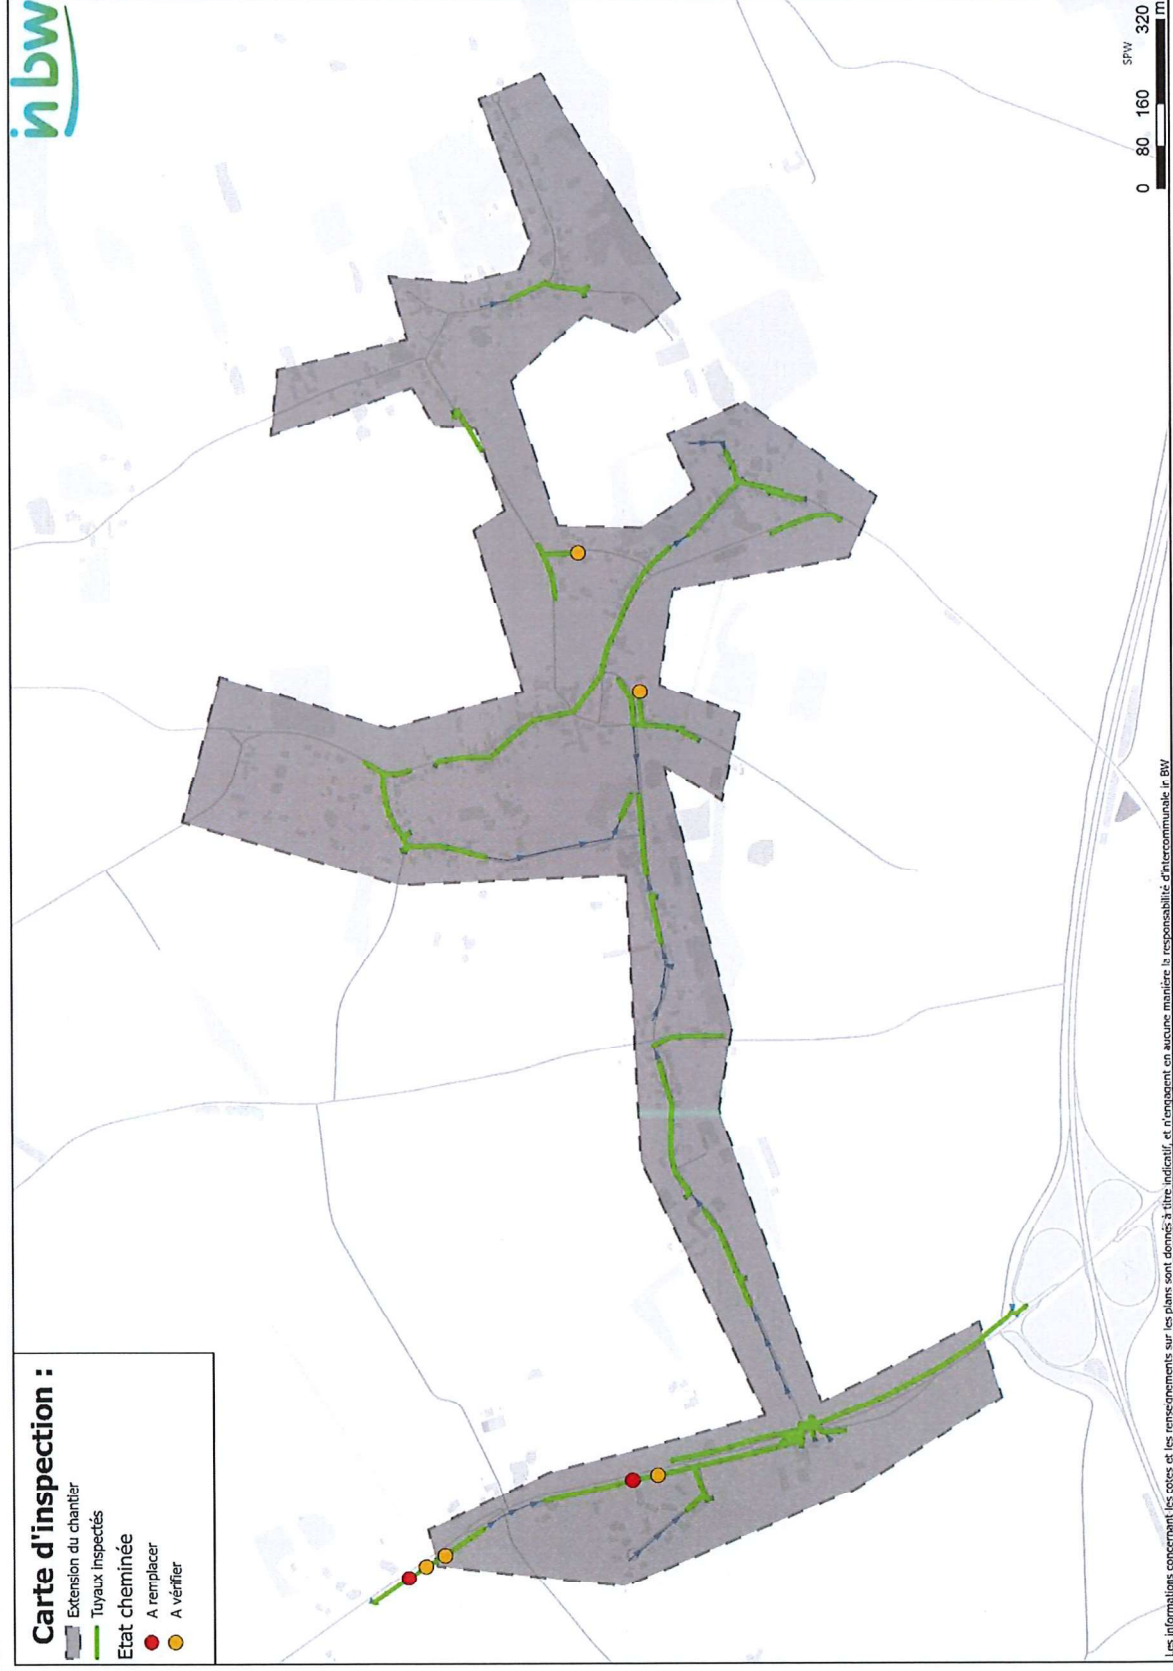 in bw
Carte d'inspection :
Extension du chantier
Tuyaux inspectés
Etat cheminée
A remplacer
A vérifier
SPW
0 80 160 320
m
Les informations concernant les cotes et les renseignements sur les plans sont donnés à titre indicatif, et n'engagent en aucune manière la responsabilité d'intercommunale in BW